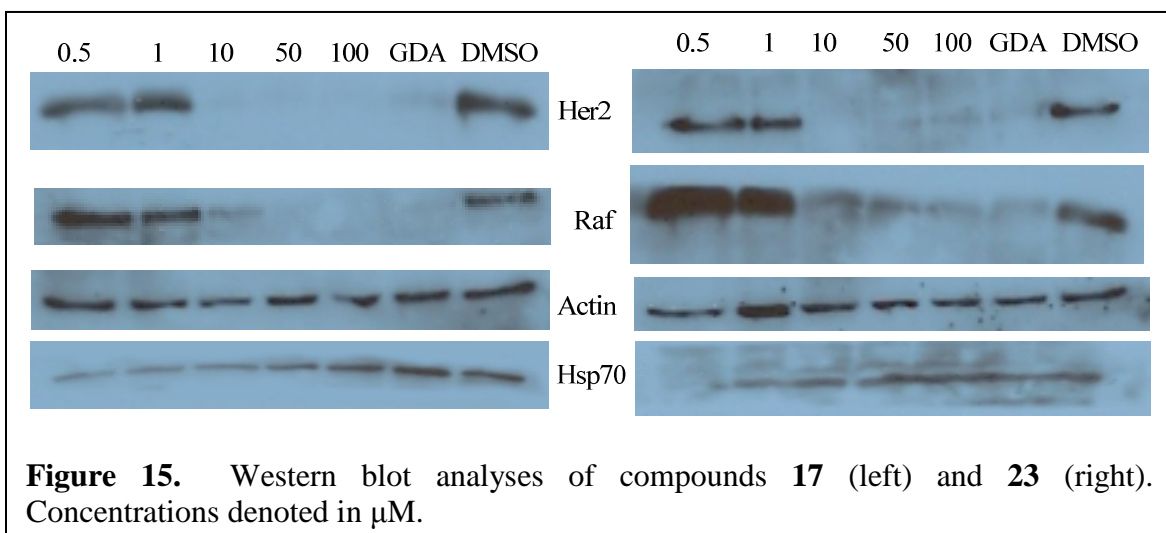 0.5 1 10 50 100 GDA DMSO
0.5 1 10 50 100 GDA DMSO
Her2
Raf
Actin
Hsp70
Figure 15. Western blot analyses of compounds 17 (left) and 23 (right).
Concentrations denoted in μM.